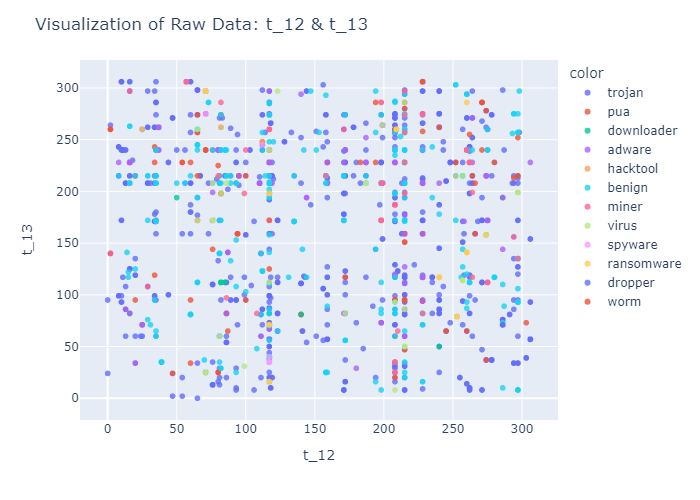 Visualization of Raw Data: t_12 & t_13
color
trojan
pua
downloader
adware
hacktool
benign
miner
virus
spyware
ransomware
dropper
worm
300
250
200
150
100
50
0
t_13
0 50 100 150 200 250 300
t_12